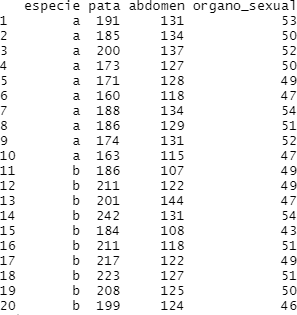 especie pata abdomen organo_sexual
1 a 191 131 53
2 a 185 134 50
3 a 200 137 52
4 a 173 127 50
5 a 171 128 49
6 a 160 118 47
7 a 188 134 54
8 a 186 129 51
9 a 174 131 52
10 a 163 115 47
11 b 186 107 49
12 b 211 122 49
13 b 201 144 47
14 b 242 131 54
15 b 184 108 43
16 b 211 118 51
17 b 217 122 49
18 b 223 127 51
19 b 208 125 50
20 b 199 124 46